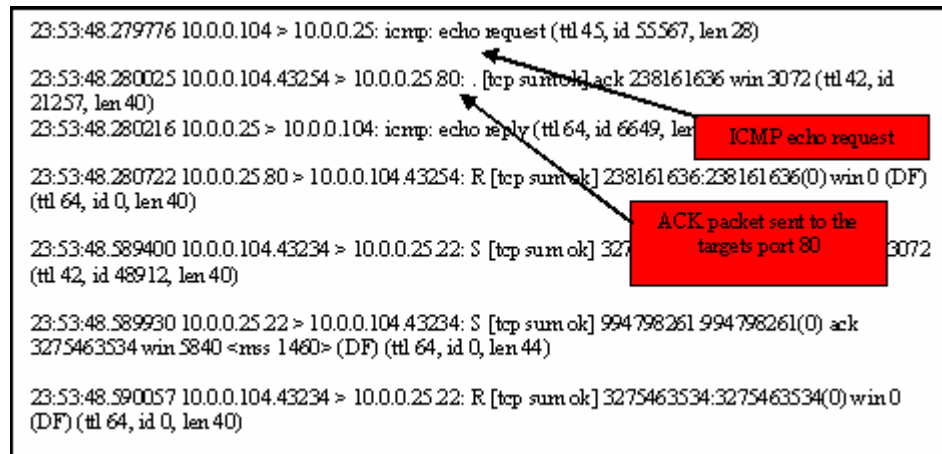 23:53:48.279776 10.0.0.104 > 10.0.0.25: icmp: echo request (ttl 45, id 55567, len 28)
23:53:48.280025 10.0.0.104.43254 > 10.0.0.25.80: . [tcp sum ok] ack 238161636 win 3072 (ttl 42, id
21257, len 40)
23:53:48.280216 10.0.0.25 > 10.0.0.104: icmp: echo reply (ttl 64, id 6649, len
ICMP echo request
23:53:48.280722 10.0.0.25.80 > 10.0.0.104.43254: R [tcp sum ok] 238161636:238161636(0) win 0 (DF)
(ttl 64, id 0, len 40)
ACK packet sent to the
targets port 80
23:53:48.589400 10.0.0.104.43234 > 10.0.0.25.22: S [tcp sum ok] 327 3072
(ttl 42, id 48912, len 40)
23:53:48.589930 10.0.0.25.22 > 10.0.0.104.43234: S [tcp sum ok] 994798261:994798261(0) ack
3275463534 win 5840 <mss 1460> (DF) (ttl 64, id 0, len 44)
23:53:48.590057 10.0.0.104.43234 > 10.0.0.25.22: R [tcp sum ok] 3275463534:3275463534(0) win 0
(DF) (ttl 64, id 0, len 40)